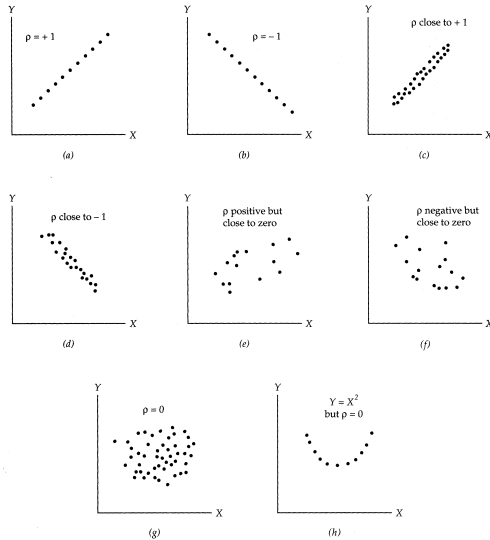 Y
ρ = + 1
X
(a)
Y
ρ = − 1
X
(b)
Y
ρ close to + 1
X
(c)
Y
ρ close to − 1
X
(d)
Y
ρ positive but
close to zero
X
(e)
Y
ρ negative but
close to zero
X
(f)
Y
ρ = 0
X
(g)
Y
Y = X²
but ρ = 0
X
(h)